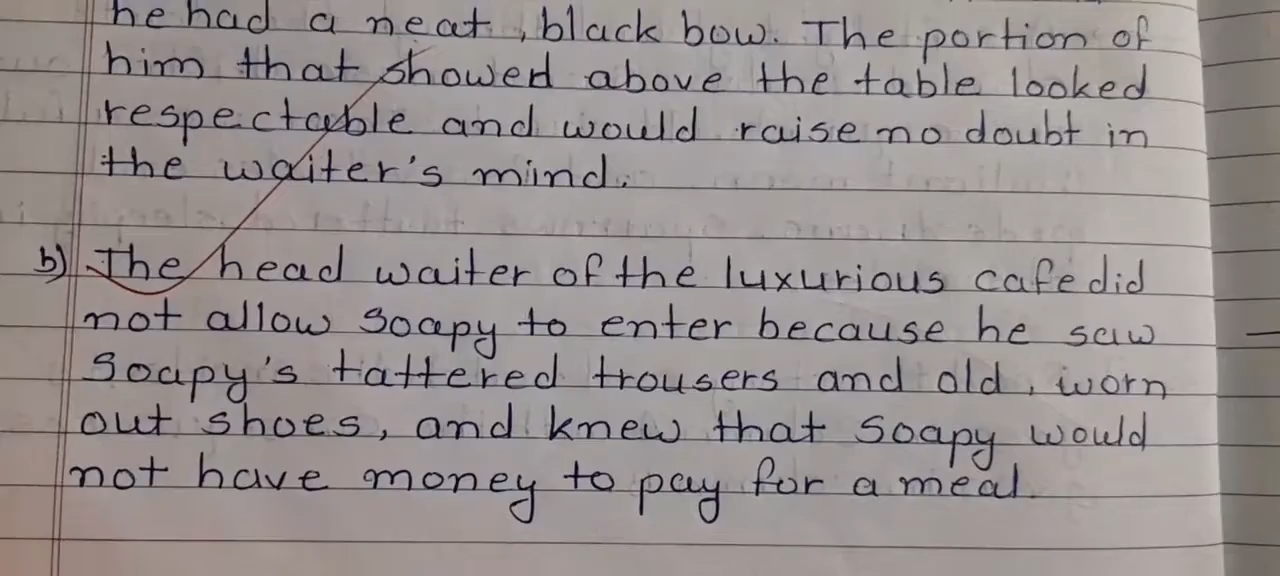 he had a neat, black bow. The portion of
him that showed above the table looked
respectable and would raise no doubt in
the waiter's mind.
b) The head waiter of the luxurious cafe did
not allow Soapy to enter because he saw
Soapy's tattered trousers and old, worn
out shoes, and knew that Soapy would
not have money to pay for a meal.